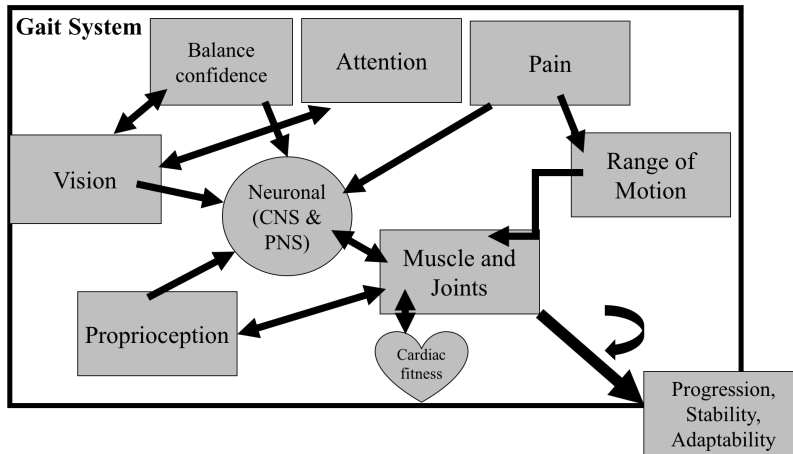 Gait System
Balance
confidence
Attention
Pain
Vision
Neuronal
(CNS &
PNS)
Range of
Motion
Muscle and
Joints
Proprioception
Cardiac
fitness
Progression,
Stability,
Adaptability